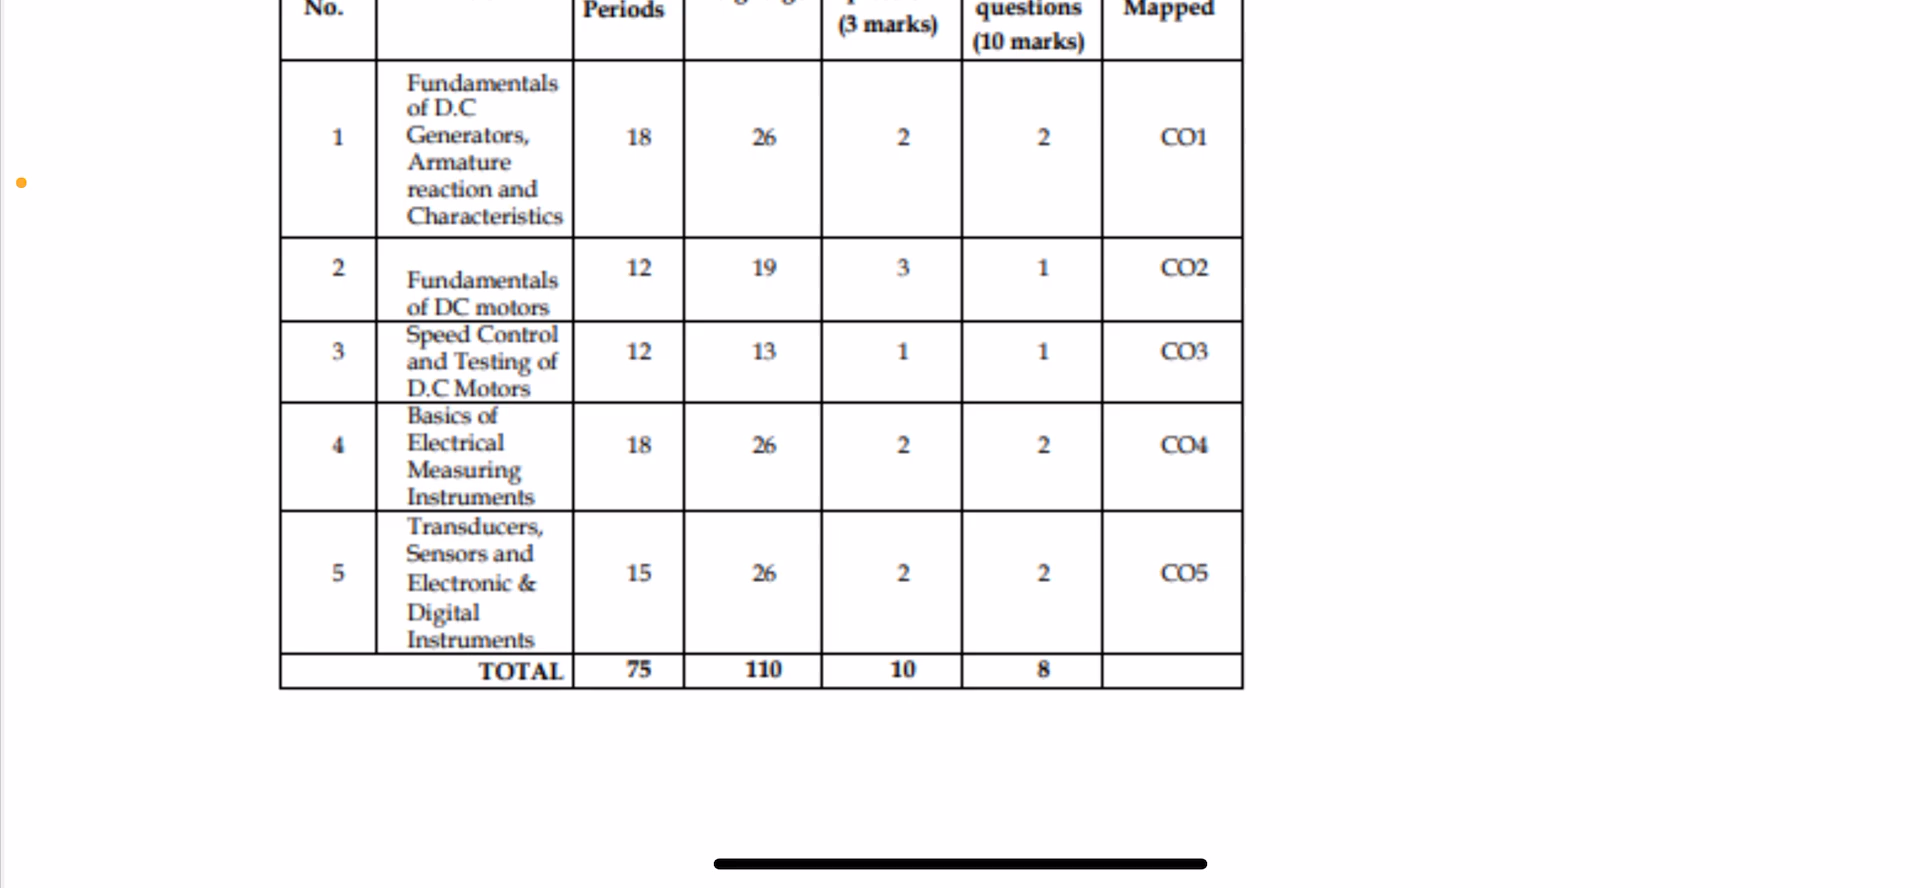 No.
Periods
(3 marks)
questions
(10 marks)
Mapped
1
Fundamentals
of D.C
Generators,
Armature
reaction and
Characteristics
18
26
2
2
CO1
2
Fundamentals
of DC motors
12
19
3
1
CO2
3
Speed Control
and Testing of
D.C Motors
12
13
1
1
CO3
4
Basics of
Electrical
Measuring
Instruments
18
26
2
2
CO4
5
Transducers,
Sensors and
Electronic &
Digital
Instruments
15
26
2
2
CO5
TOTAL
75
110
10
8